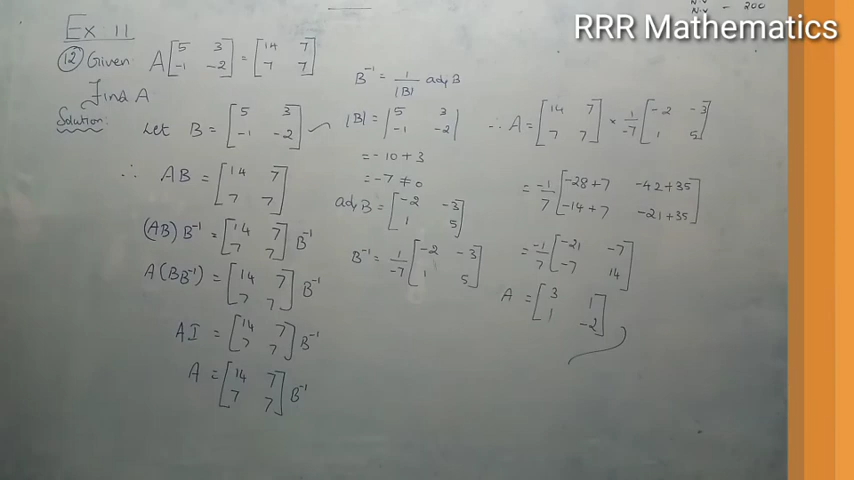 N.V
N.V - 200
RRR Mathematics
Ex 11
(12) Given A [5 3; -1 -2] = [14 7; 7 7]
Find A
Solution:
Let B = [5 3; -1 -2]
∴ AB = [14 7; 7 7]
(AB) B⁻¹ = [14 7; 7 7] B⁻¹
A (BB⁻¹) = [14 7; 7 7] B⁻¹
AI = [14 7; 7 7] B⁻¹
A = [14 7; 7 7] B⁻¹
B⁻¹ = 1/|B| adj B
|B| = |5 3; -1 -2|
= -10 + 3
= -7 ≠ 0
adj B = [-2 -3; 1 5]
B⁻¹ = 1/-7 [-2 -3; 1 5]
∴ A = [14 7; 7 7] × 1/-7 [-2 -3; 1 5]
= -1/7 [-28+7 -42+35; -14+7 -21+35]
= -1/7 [-21 -7; -7 14]
A = [3 1; 1 -2]